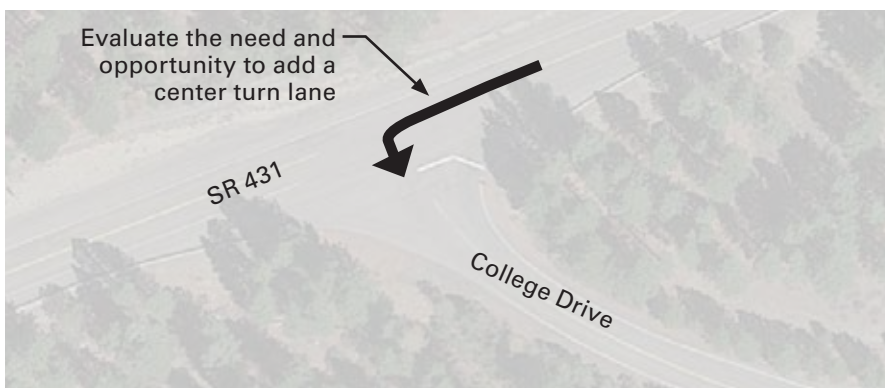 Evaluate the need and
opportunity to add a
center turn lane
SR 431
College Drive